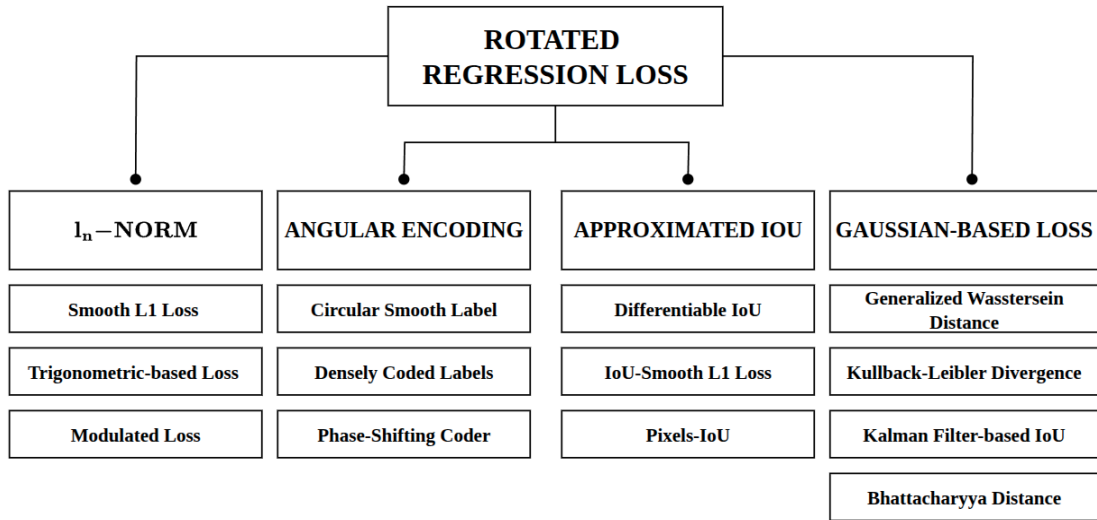 ROTATED
REGRESSION LOSS
lₙ−NORM
Smooth L1 Loss
Trigonometric-based Loss
Modulated Loss
ANGULAR ENCODING
Circular Smooth Label
Densely Coded Labels
Phase-Shifting Coder
APPROXIMATED IOU
Differentiable IoU
IoU-Smooth L1 Loss
Pixels-IoU
GAUSSIAN-BASED LOSS
Generalized Wasstersein
Distance
Kullback-Leibler Divergence
Kalman Filter-based IoU
Bhattacharyya Distance